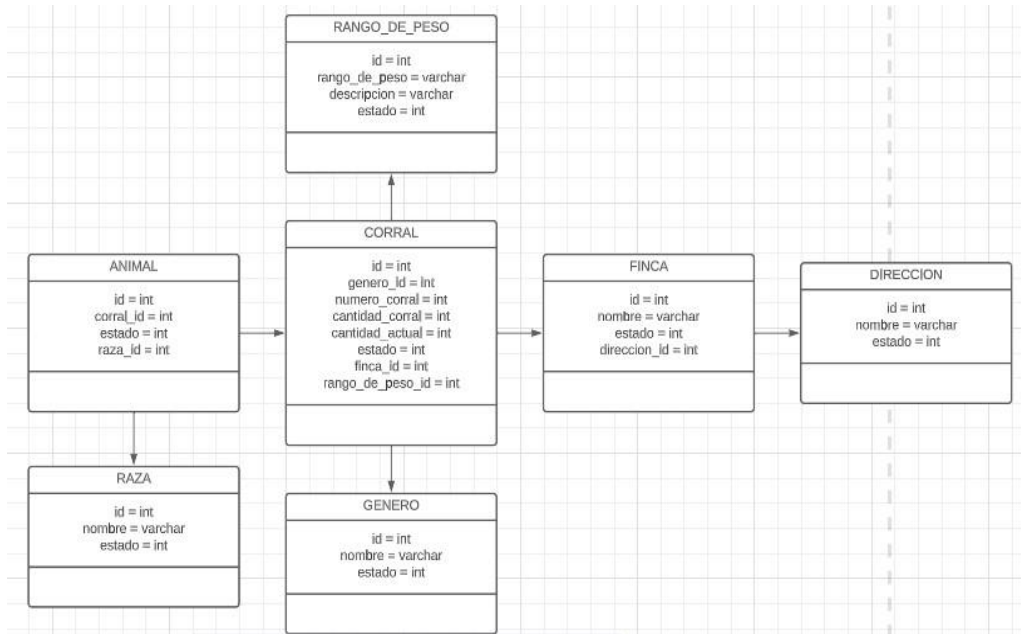 RANGO_DE_PESO
id = int
rango_de_peso = varchar
descripcion = varchar
estado = int
CORRAL
id = int
genero_id = int
numero_corral = int
cantidad_corral = int
cantidad_actual = int
estado = int
finca_id = int
rango_de_peso_id = int
ANIMAL
id = int
corral_id = int
estado = int
raza_id = int
FINCA
id = int
nombre = varchar
estado = int
direccion_id = int
DIRECCION
id = int
nombre = varchar
estado = int
RAZA
id = int
nombre = varchar
estado = int
GENERO
id = int
nombre = varchar
estado = int